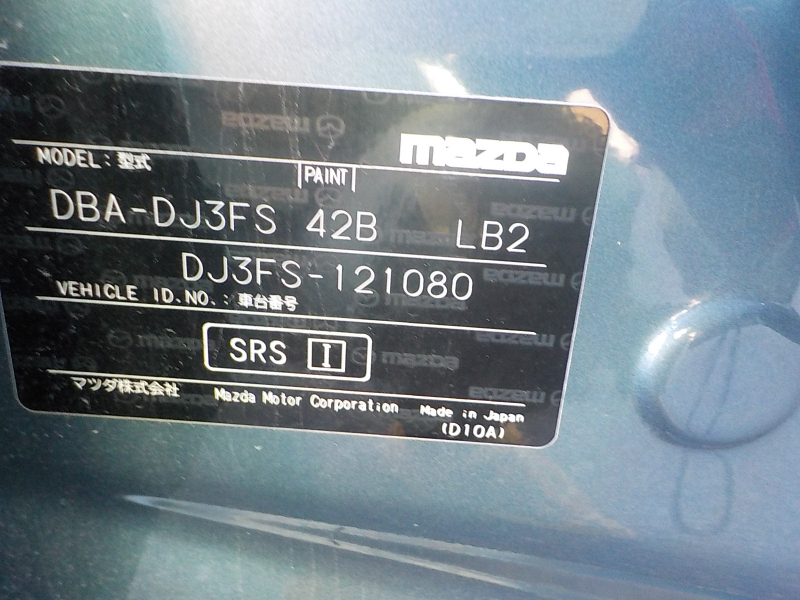 mazda
MODEL:型式 PAINT
DBA-DJ3FS 42B LB2
DJ3FS-121080
VEHICLE ID.NO.:車台番号
SRS I
マツダ株式会社 Mazda Motor Corporation Made in Japan
(D10A)